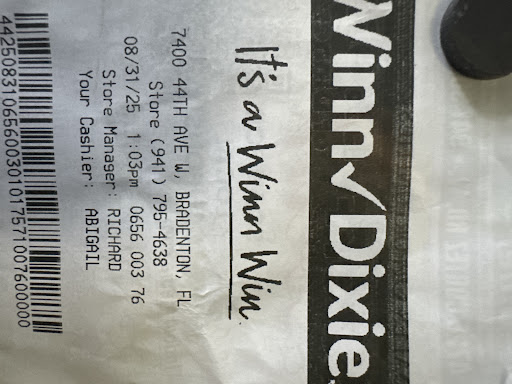 Winn✓Dixie.
It's a Winn Win.
7400 44TH AVE W, BRADENTON, FL
Store (941) 795-4638
08/31/25 1:03pm 0656 003 76
Store Manager: RICHARD
Your Cashier: ABIGAIL
4425083106560030101757100760000